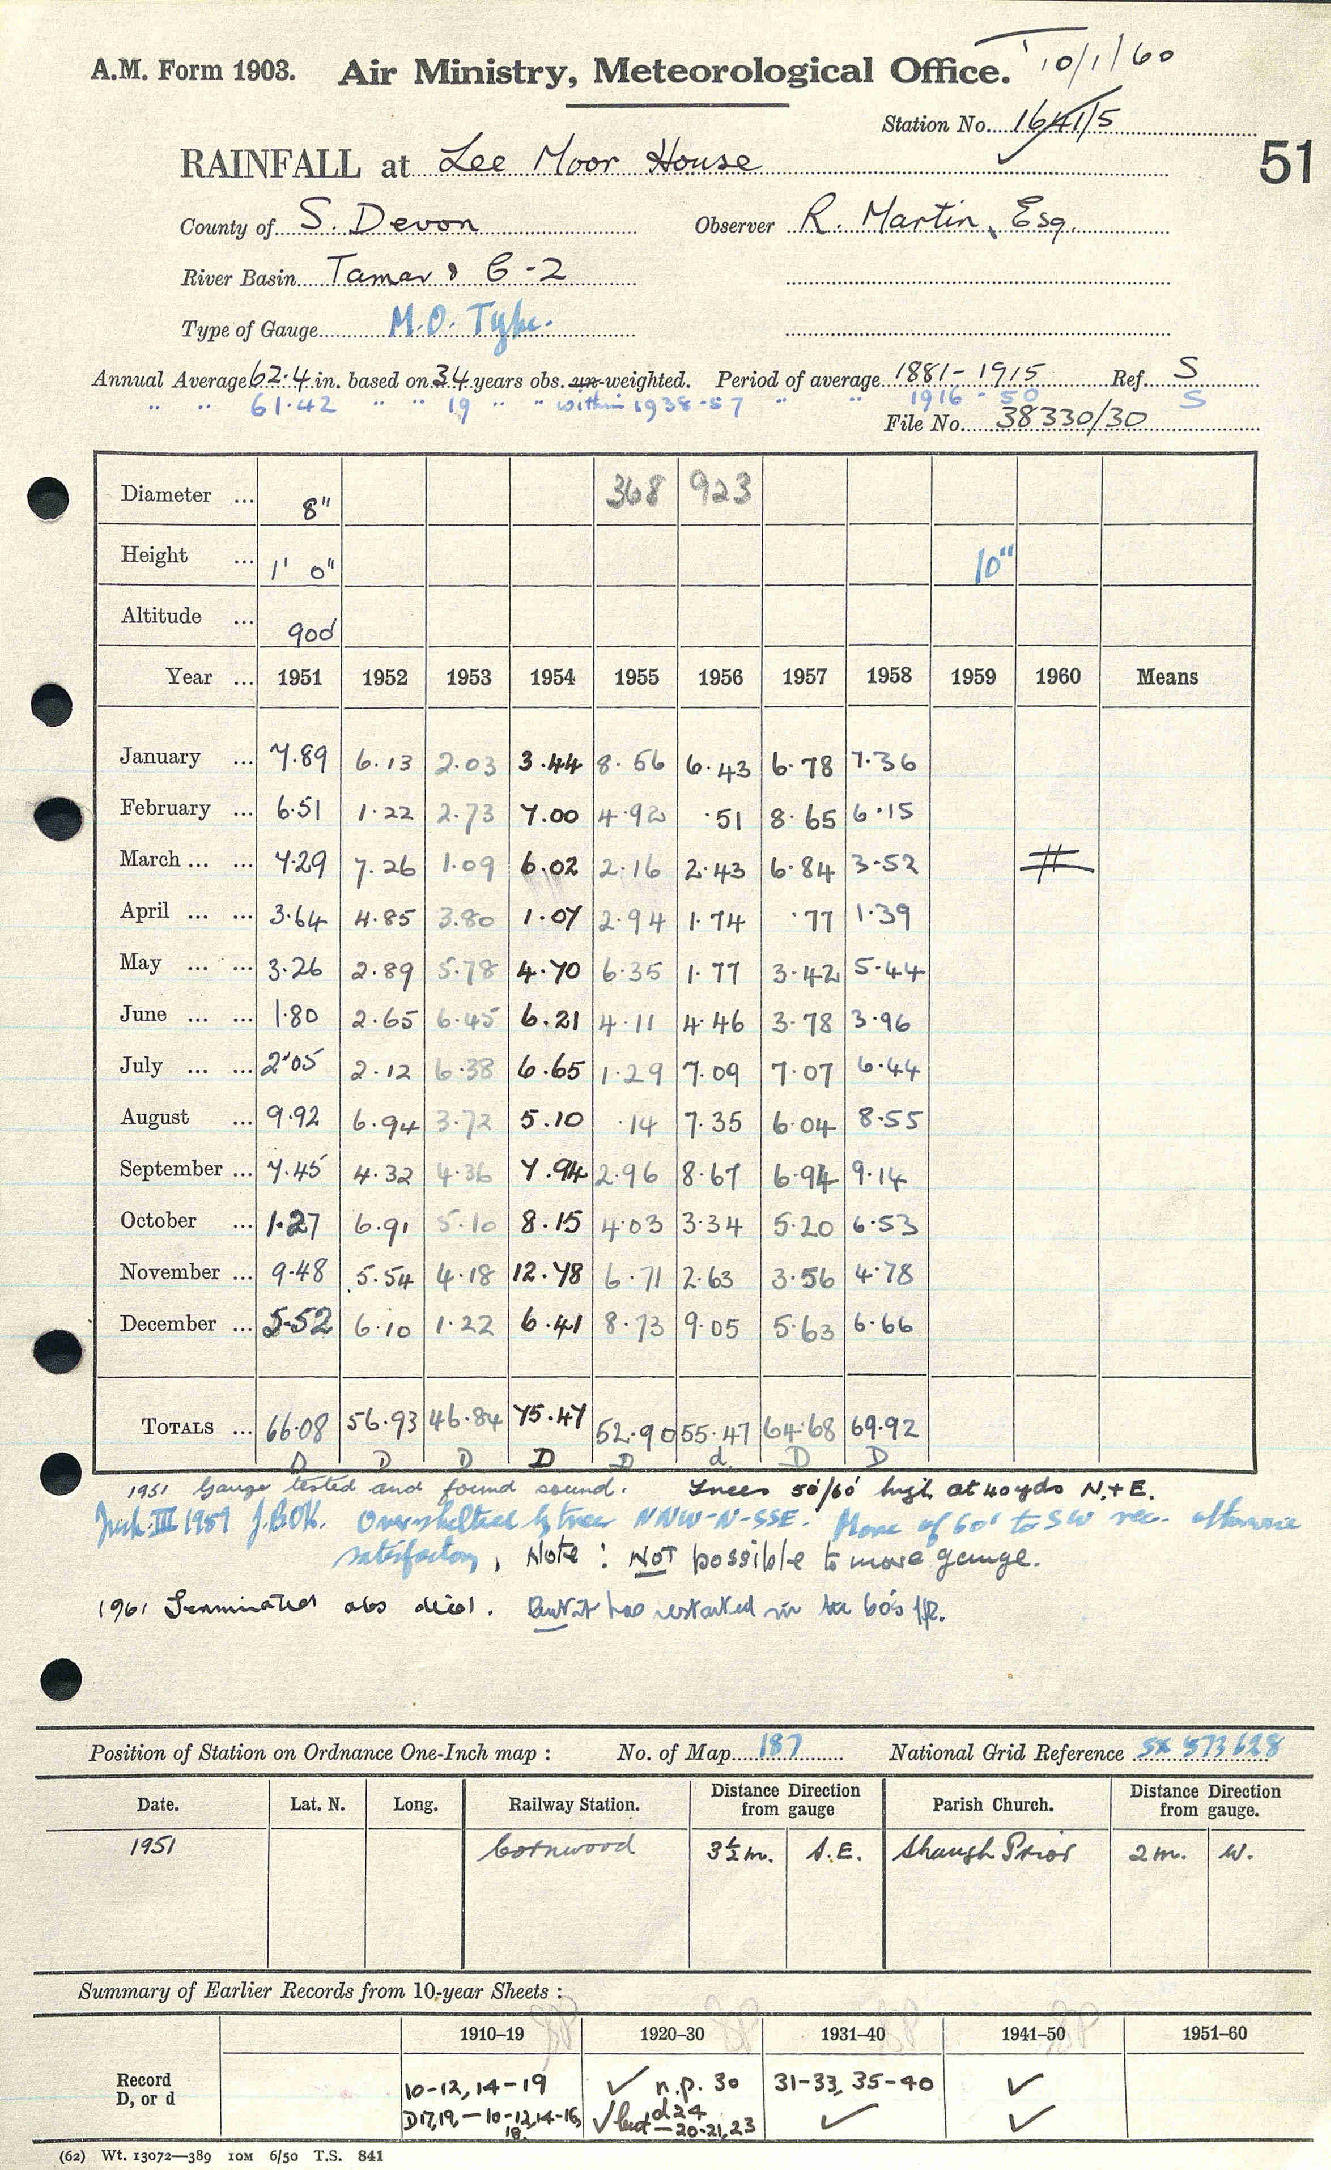 10/1/60
A.M. Form 1903. Air Ministry, Meteorological Office.
Station No. 1641/5
51
RAINFALL at Lee Moor House
County of S. Devon Observer R. Martin, Esq.
River Basin Tamar & 6-2
Type of Gauge M.O. Type.
Annual Average 62.4 in. based on 34 years obs. un-weighted. Period of average 1881-1915 Ref. S
" " 61.42 " " 19 " " within 1938-57 " " 1916-50 S
File No. 38330/30
Diameter ... 8" 368 923
Height ... 1' 0" 10"
Altitude ... 900'
Year ... 1951 1952 1953 1954 1955 1956 1957 1958 1959 1960 Means
January ... 7.89 6.13 2.03 3.44 8.56 6.43 6.78 7.36
February ... 6.51 1.22 2.73 7.00 4.92 .51 8.65 6.15
March ... ... 4.29 7.26 1.09 6.02 2.16 2.43 6.84 3.52
April ... ... 3.64 4.85 3.80 1.07 2.94 1.74 .77 1.39
May ... ... 3.26 2.89 5.78 4.70 6.35 1.77 3.42 5.44
June ... ... 1.80 2.65 6.45 6.21 4.11 4.46 3.78 3.96
July ... ... 2.05 2.12 6.38 6.65 1.29 7.09 7.07 6.44
August ... 9.92 6.94 3.72 5.10 .14 7.35 6.04 8.55
September ... 7.45 4.32 4.36 7.94 2.96 8.67 6.94 9.14
October ... 1.27 6.91 5.10 8.15 4.03 3.34 5.20 6.53
November ... 9.48 5.54 4.18 12.78 6.71 2.63 3.56 4.78
December ... 5.52 6.10 1.22 6.41 8.73 9.05 5.63 6.66
TOTALS ... 66.08 56.93 46.84 75.47 52.90 55.47 64.68 69.92
D D D D D d D D
1951 Gauge tested and found sound. Trees 50'/60' high at 40 yds N. + E.
III 1959 J.BOK. Oversheltered by trees NNW-N-SSE. Move of 60' to SW rec. otherwise
satisfactory, Note: NOT possible to move gauge.
1961 Terminated obs died. But it has restarted in the 60's
Position of Station on Ordnance One-Inch map : No. of Map 187 National Grid Reference SX 573628
Date. Lat. N. Long. Railway Station. Distance Direction from gauge Parish Church. Distance Direction from gauge.
1951 Cornwood 3½ m. S.E. Shaugh Prior 2 m. W.
Summary of Earlier Records from 10-year Sheets :
1910–19 1920–30 1931–40 1941–50 1951–60
Record 10-12, 14-19 ✓ n.p. 30 31-33, 35-40 ✓
D, or d D17,19, — 10-12,14-16, 18. ✓ but d24 — 20-21,23 ✓ ✓
(62) Wt. 13072—389 10M 6/50 T.S. 841